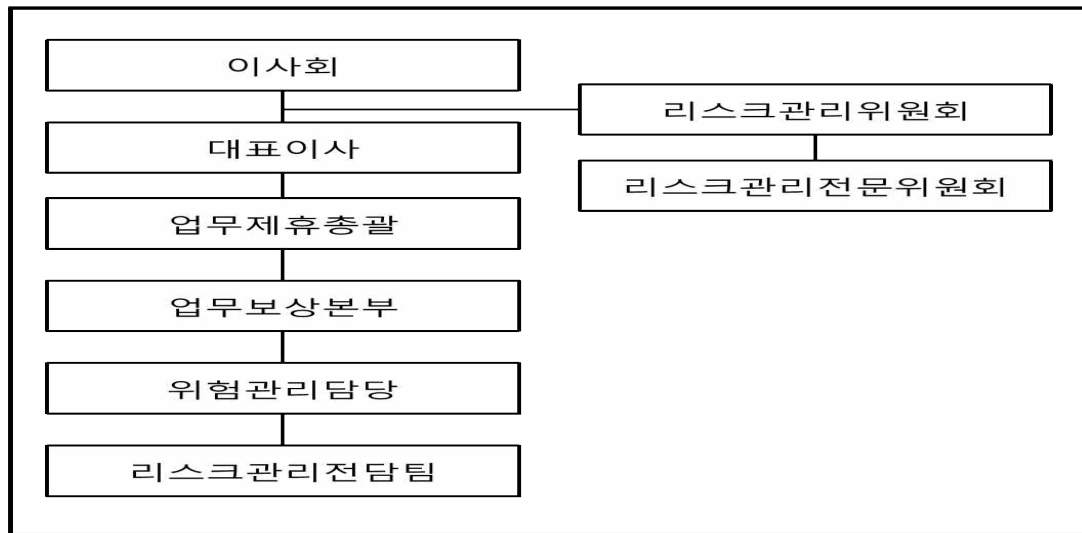 이사회
리스크관리위원회
대표이사
리스크관리전문위원회
업무제휴총괄
업무보상본부
위험관리담당
리스크관리전담팀